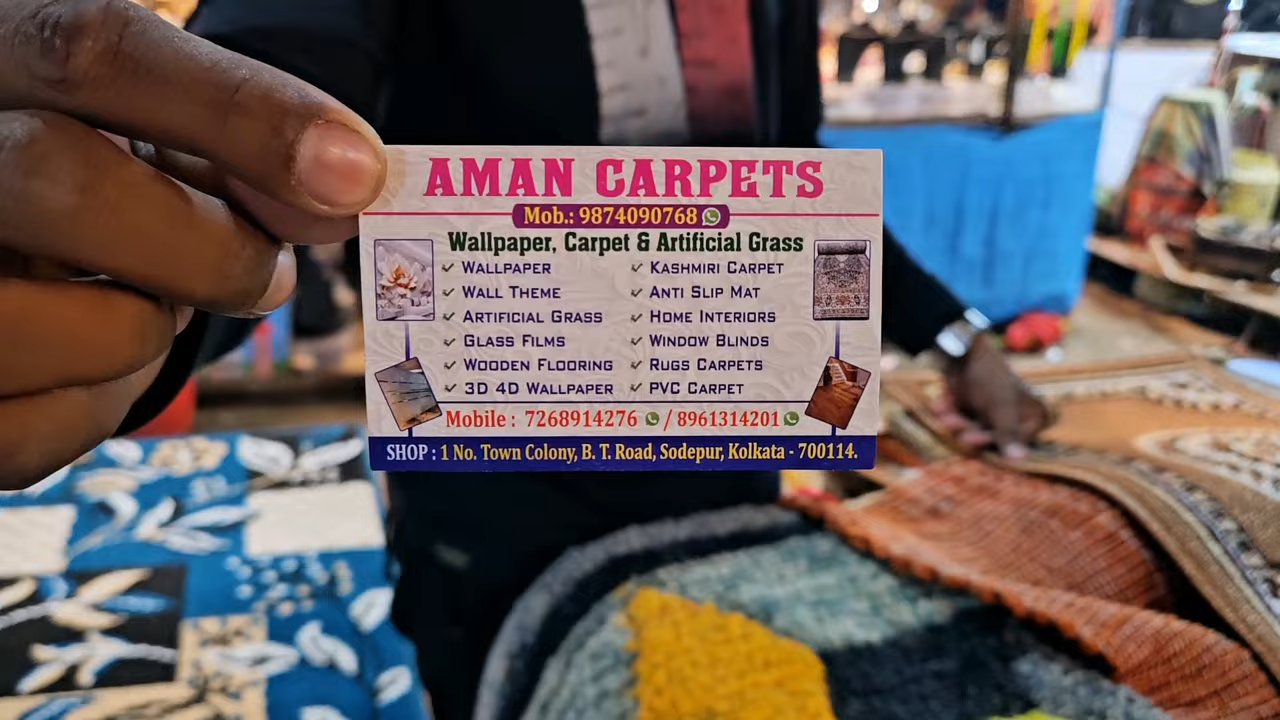 AMAN CARPETS
Mob.: 9874090768
Wallpaper, Carpet & Artificial Grass
WALLPAPER
WALL THEME
ARTIFICIAL GRASS
GLASS FILMS
WOODEN FLOORING
3D 4D WALLPAPER
KASHMIRI CARPET
ANTI SLIP MAT
HOME INTERIORS
WINDOW BLINDS
RUGS CARPETS
PVC CARPET
Mobile : 7268914276 / 8961314201
SHOP : 1 No. Town Colony, B. T. Road, Sodepur, Kolkata - 700114.